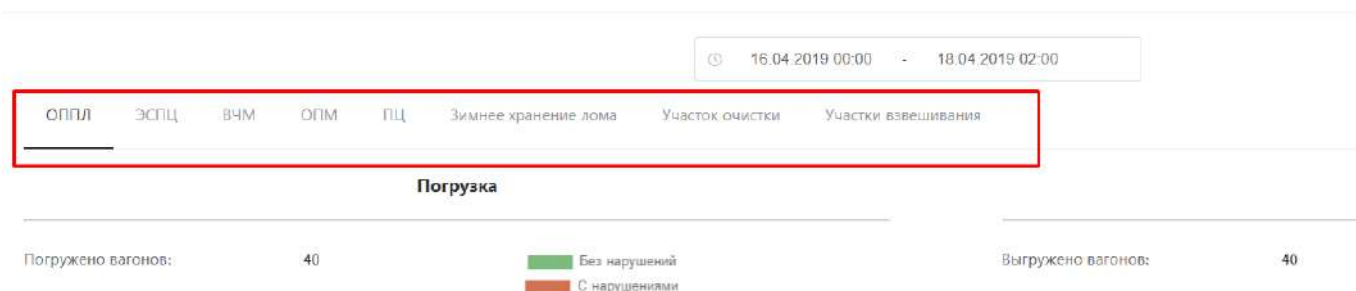 16.04.2019 00:00 - 18.04.2019 02:00
ОППЛ ЭСПЦ ВЧМ ОПМ ПЦ Зимнее хранение лома Участок очистки Участки взвешивания
Погрузка
Погружено вагонов: 40 Без нарушений Выгружено вагонов: 40
С нарушениями